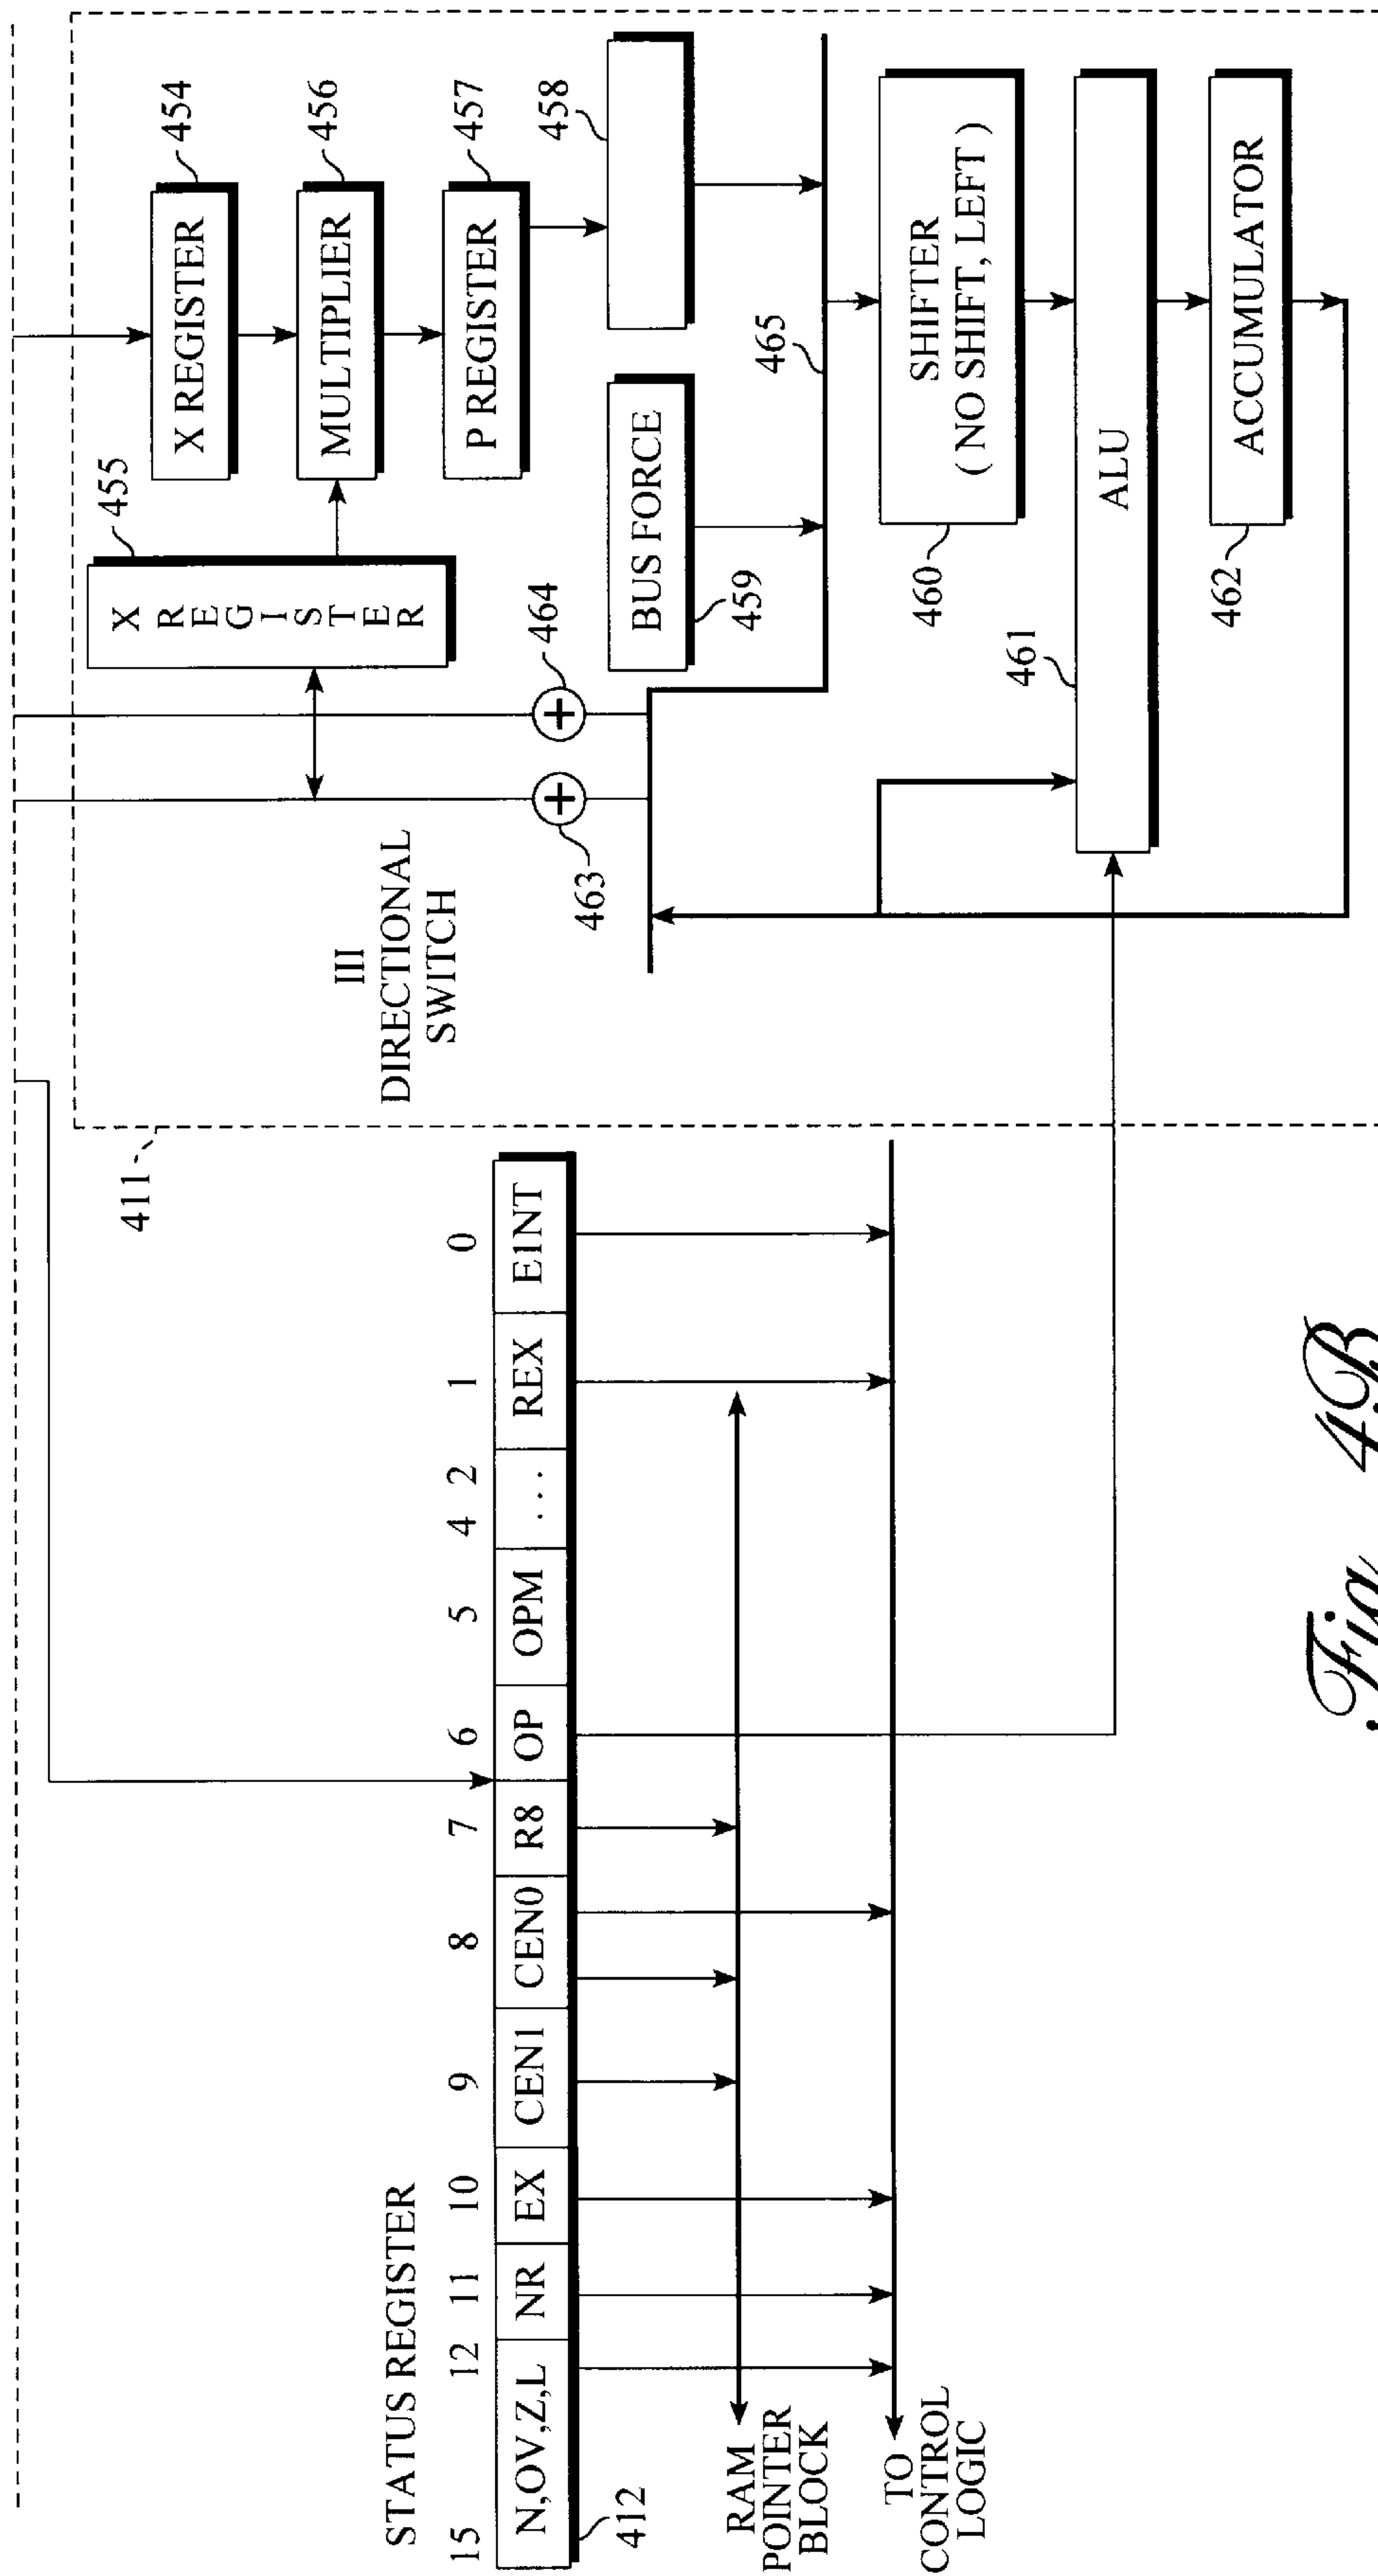 STATUS REGISTER
15 12 11 10 9 8 7 6 5 4 2 1 0
N,OV,Z,L NR EX CEN1 CEN0 R8 OP OPM ... REX E1NT
412
RAM
POINTER
BLOCK
TO
CONTROL
LOGIC
411
III
DIRECTIONAL
SWITCH
463
464
455
X REGISTER
X REGISTER
454
MULTIPLIER
456
P REGISTER
457
458
BUS FORCE
459
465
SHIFTER
( NO SHIFT, LEFT )
460
461
ALU
ACCUMULATOR
462
Fig. 4B